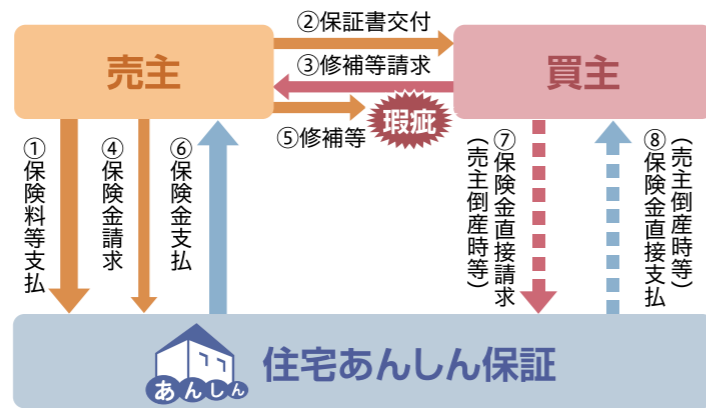 ②保証書交付
売主
③修補等請求
買主
瑕疵
⑤修補等
①保険料等支払
④保険金請求
⑥保険金支払
⑦保険金直接請求
（売主倒産時等）
⑧保険金直接支払
（売主倒産時等）
あんしん
住宅あんしん保証